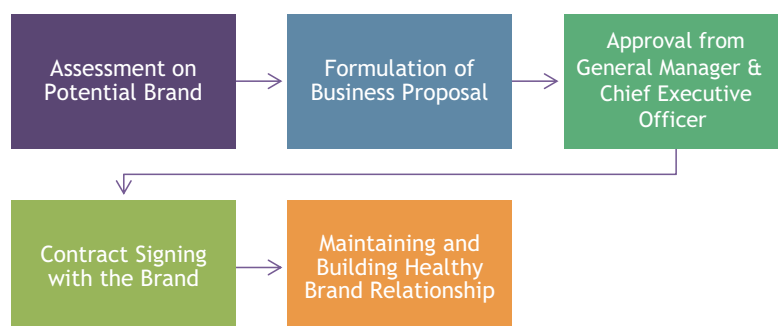 Assessment on
Potential Brand
Formulation of
Business Proposal
Approval from
General Manager &
Chief Executive
Officer
Contract Signing
with the Brand
Maintaining and
Building Healthy
Brand Relationship